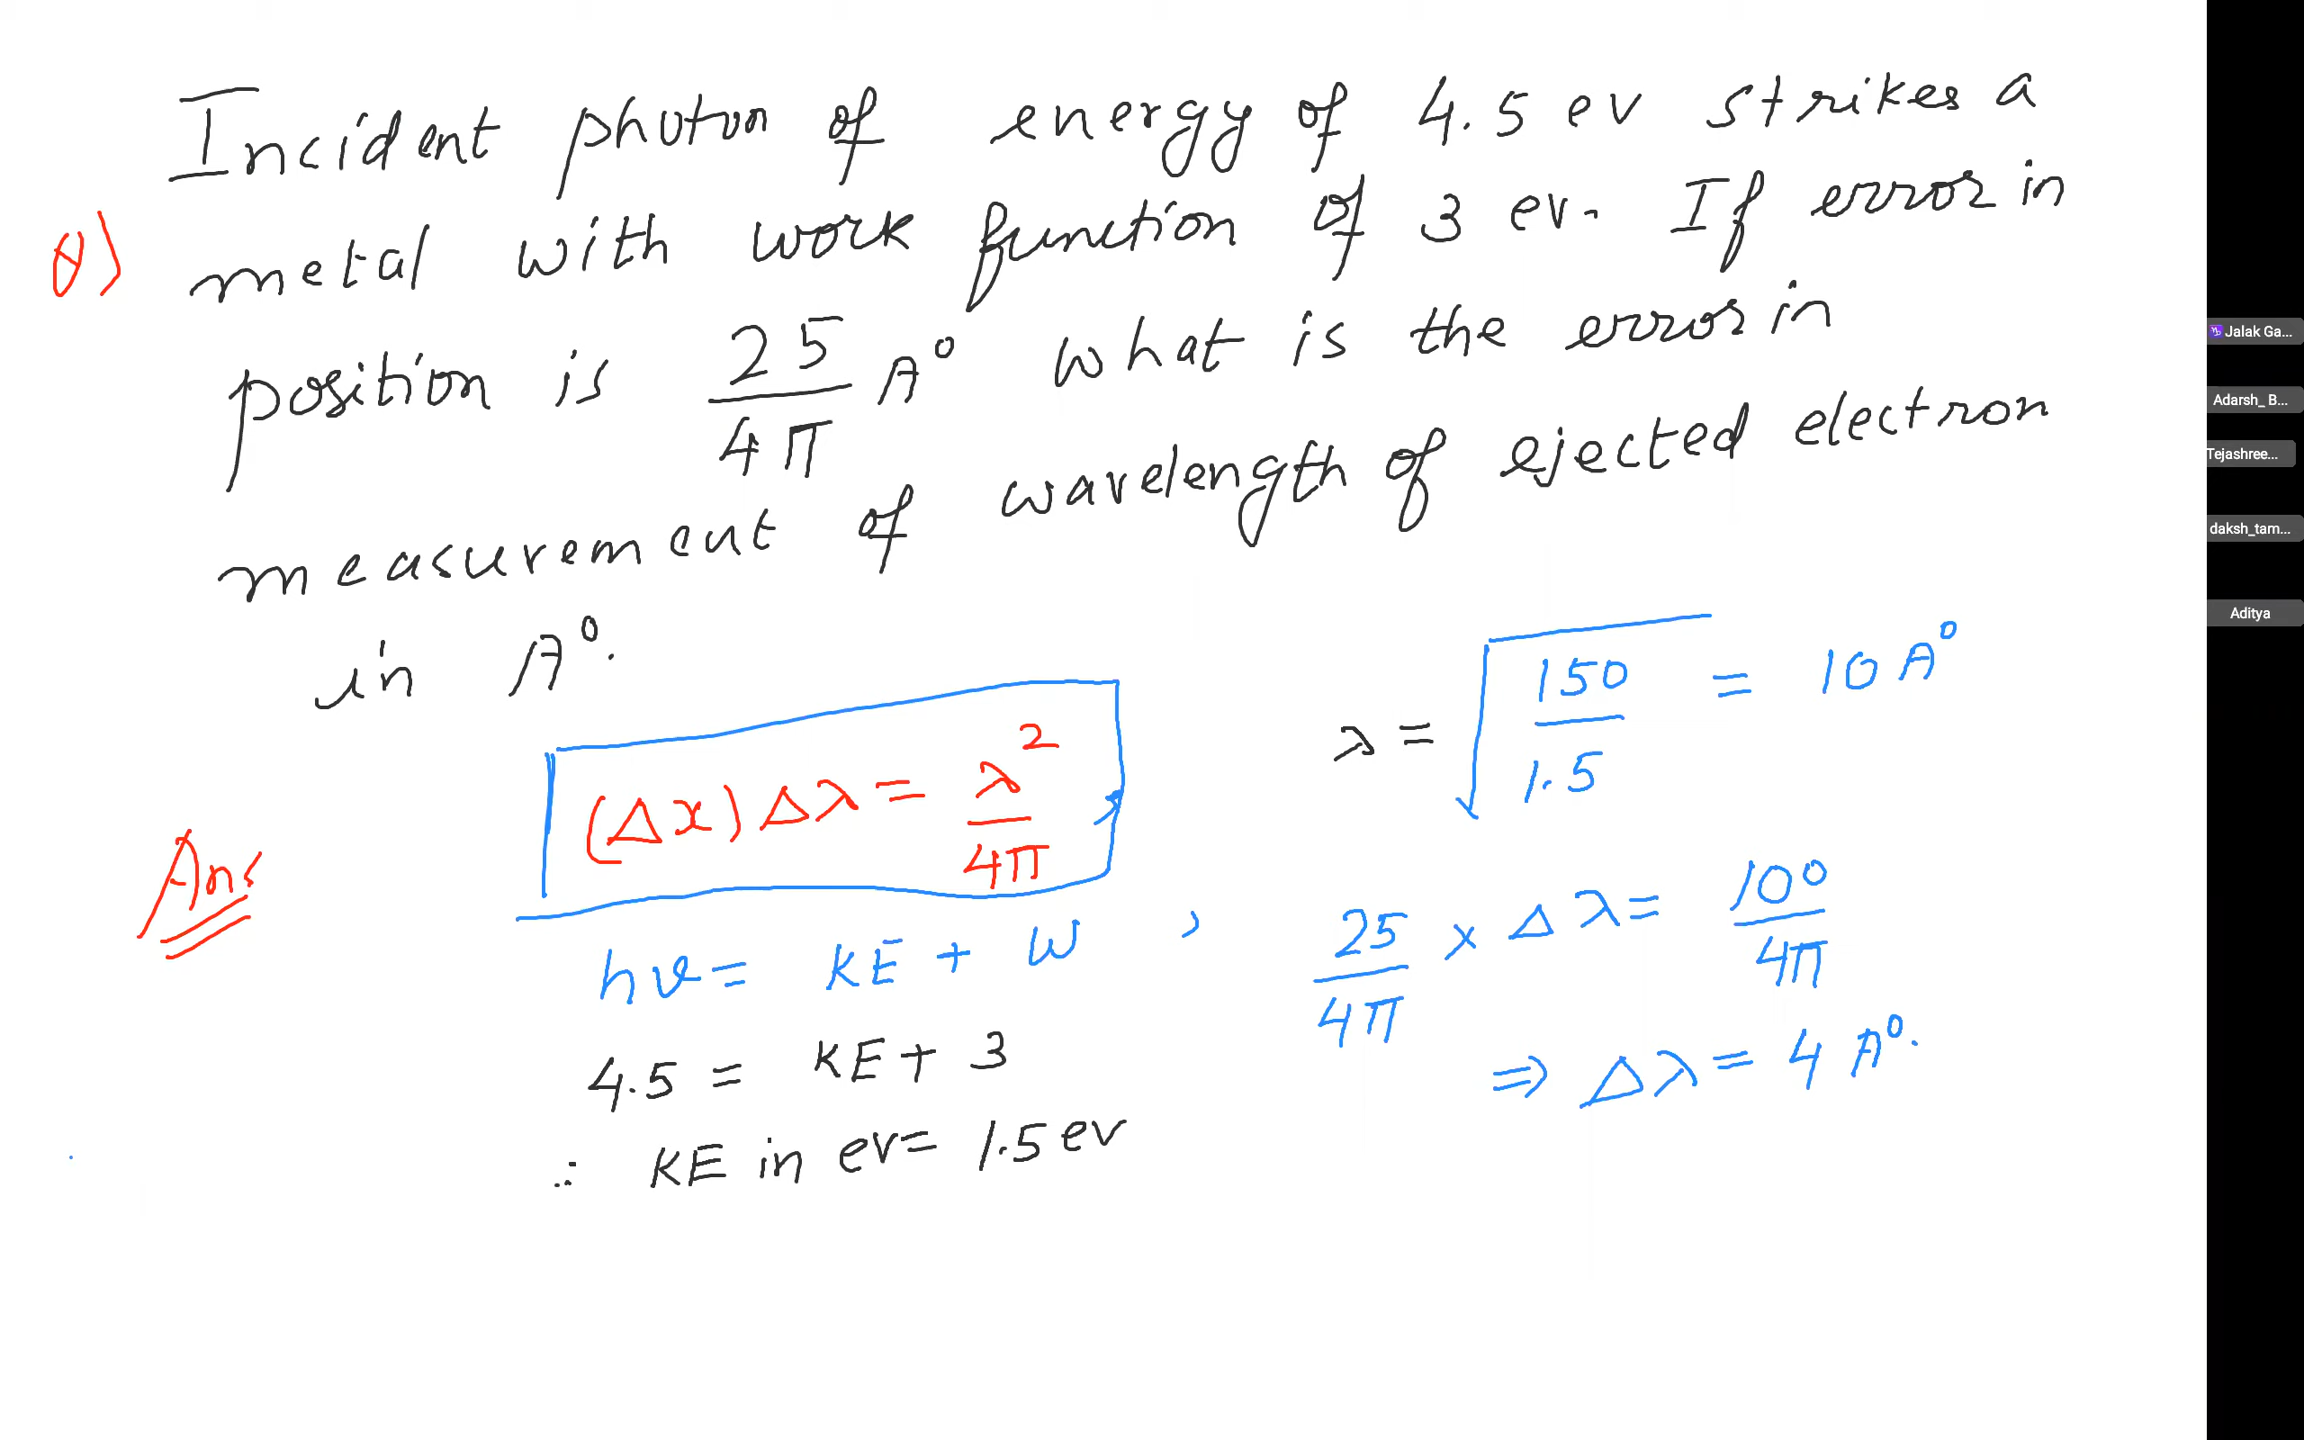 Incident photon of energy of 4.5 ev strikes a
Q) metal with work function of 3 ev. If error in
position is 25/4π A° what is the error in
measurement of wavelength of ejected electron
in A°.
Ans
(Δx) Δλ = λ²/4π
hν = KE + W ,
4.5 = KE + 3
∴ KE in ev = 1.5 ev
λ = √(150/1.5) = 10 A°
25/4π × Δλ = 100/4π
⇒ Δλ = 4 A°.
Jalak Ga...
Adarsh_ B...
Tejashree...
daksh_tam...
Aditya